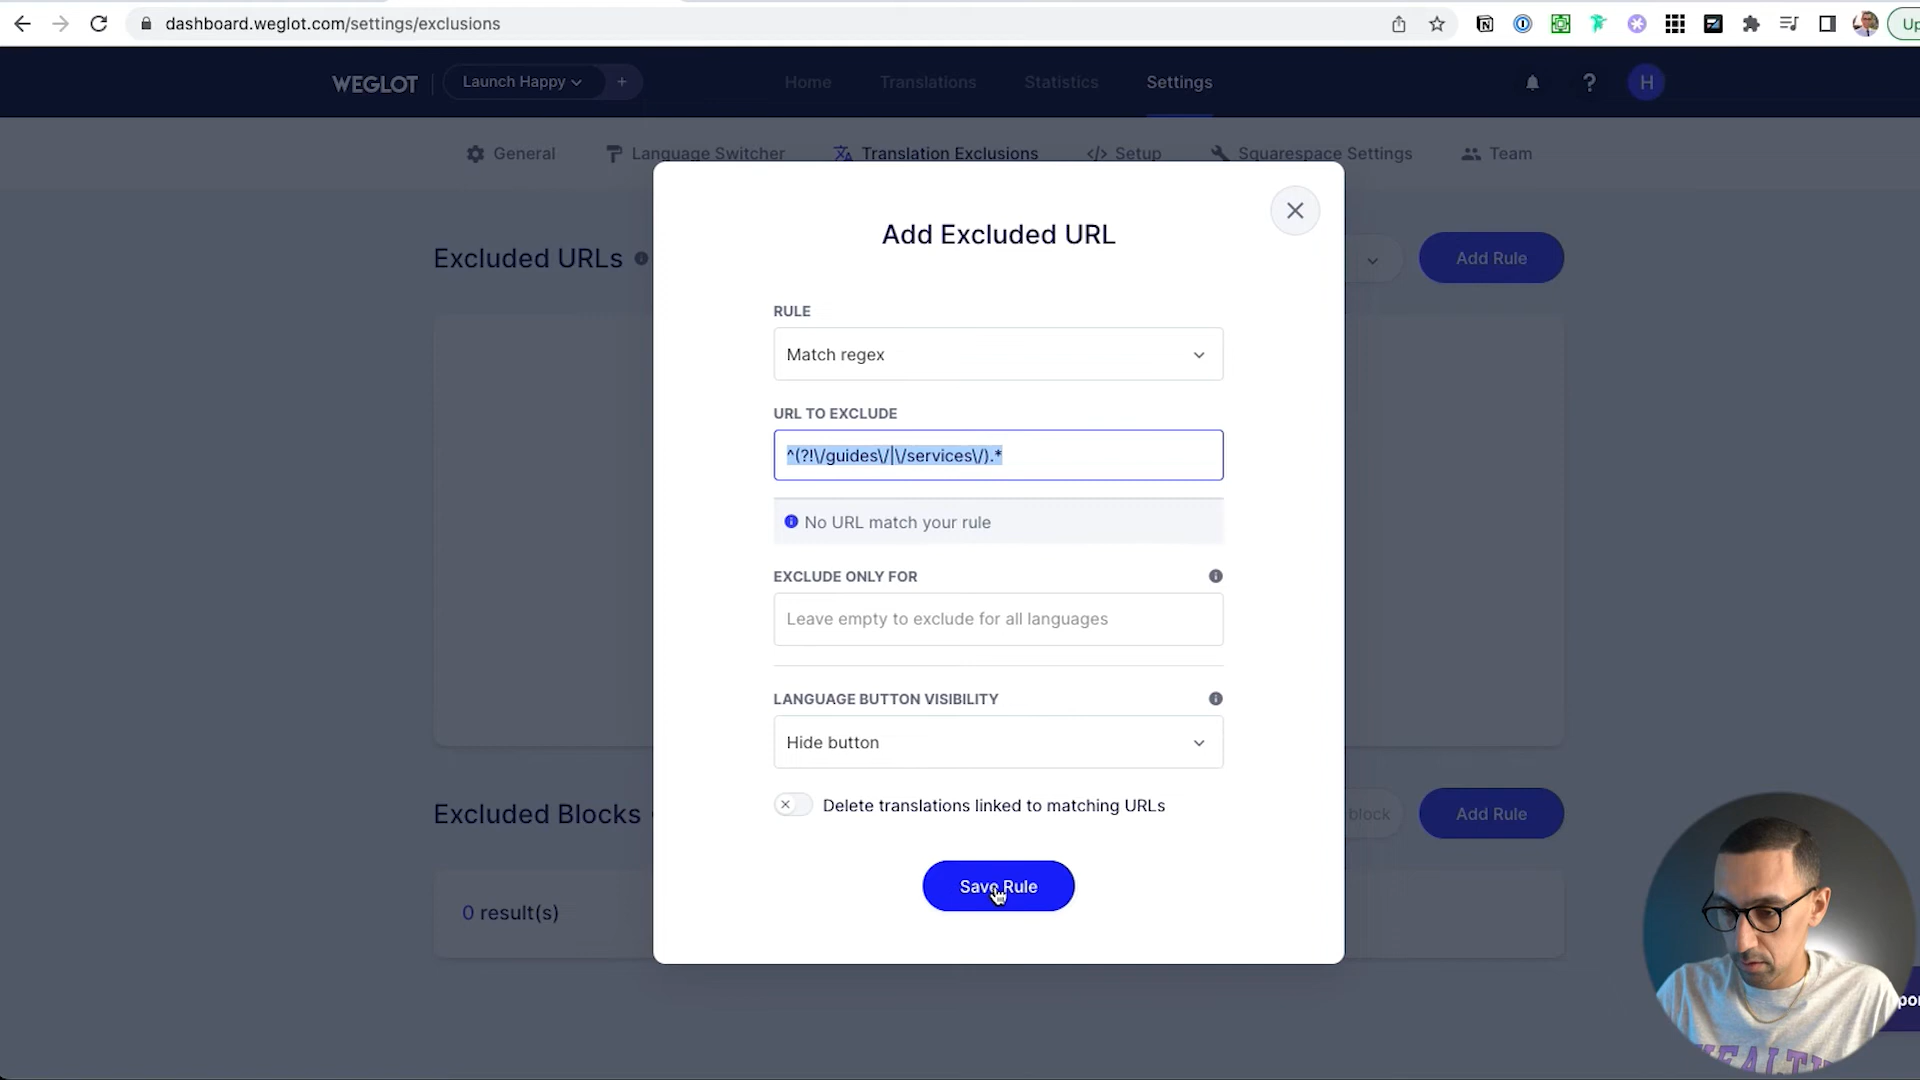 dashboard.weglot.com/settings/exclusions
Up
WEGLOT
Launch Happy
+
Home
Translations
Statistics
Settings
?
H
General
Language Switcher
Translation Exclusions
</> Setup
Squarespace Settings
Team
Excluded URLs
Add Rule
Add Excluded URL
RULE
Match regex
URL TO EXCLUDE
^(?!\/guides\/|\/services\/).*
No URL match your rule
EXCLUDE ONLY FOR
Leave empty to exclude for all languages
LANGUAGE BUTTON VISIBILITY
Hide button
Delete translations linked to matching URLs
Save Rule
Excluded Blocks
block
Add Rule
0 result(s)